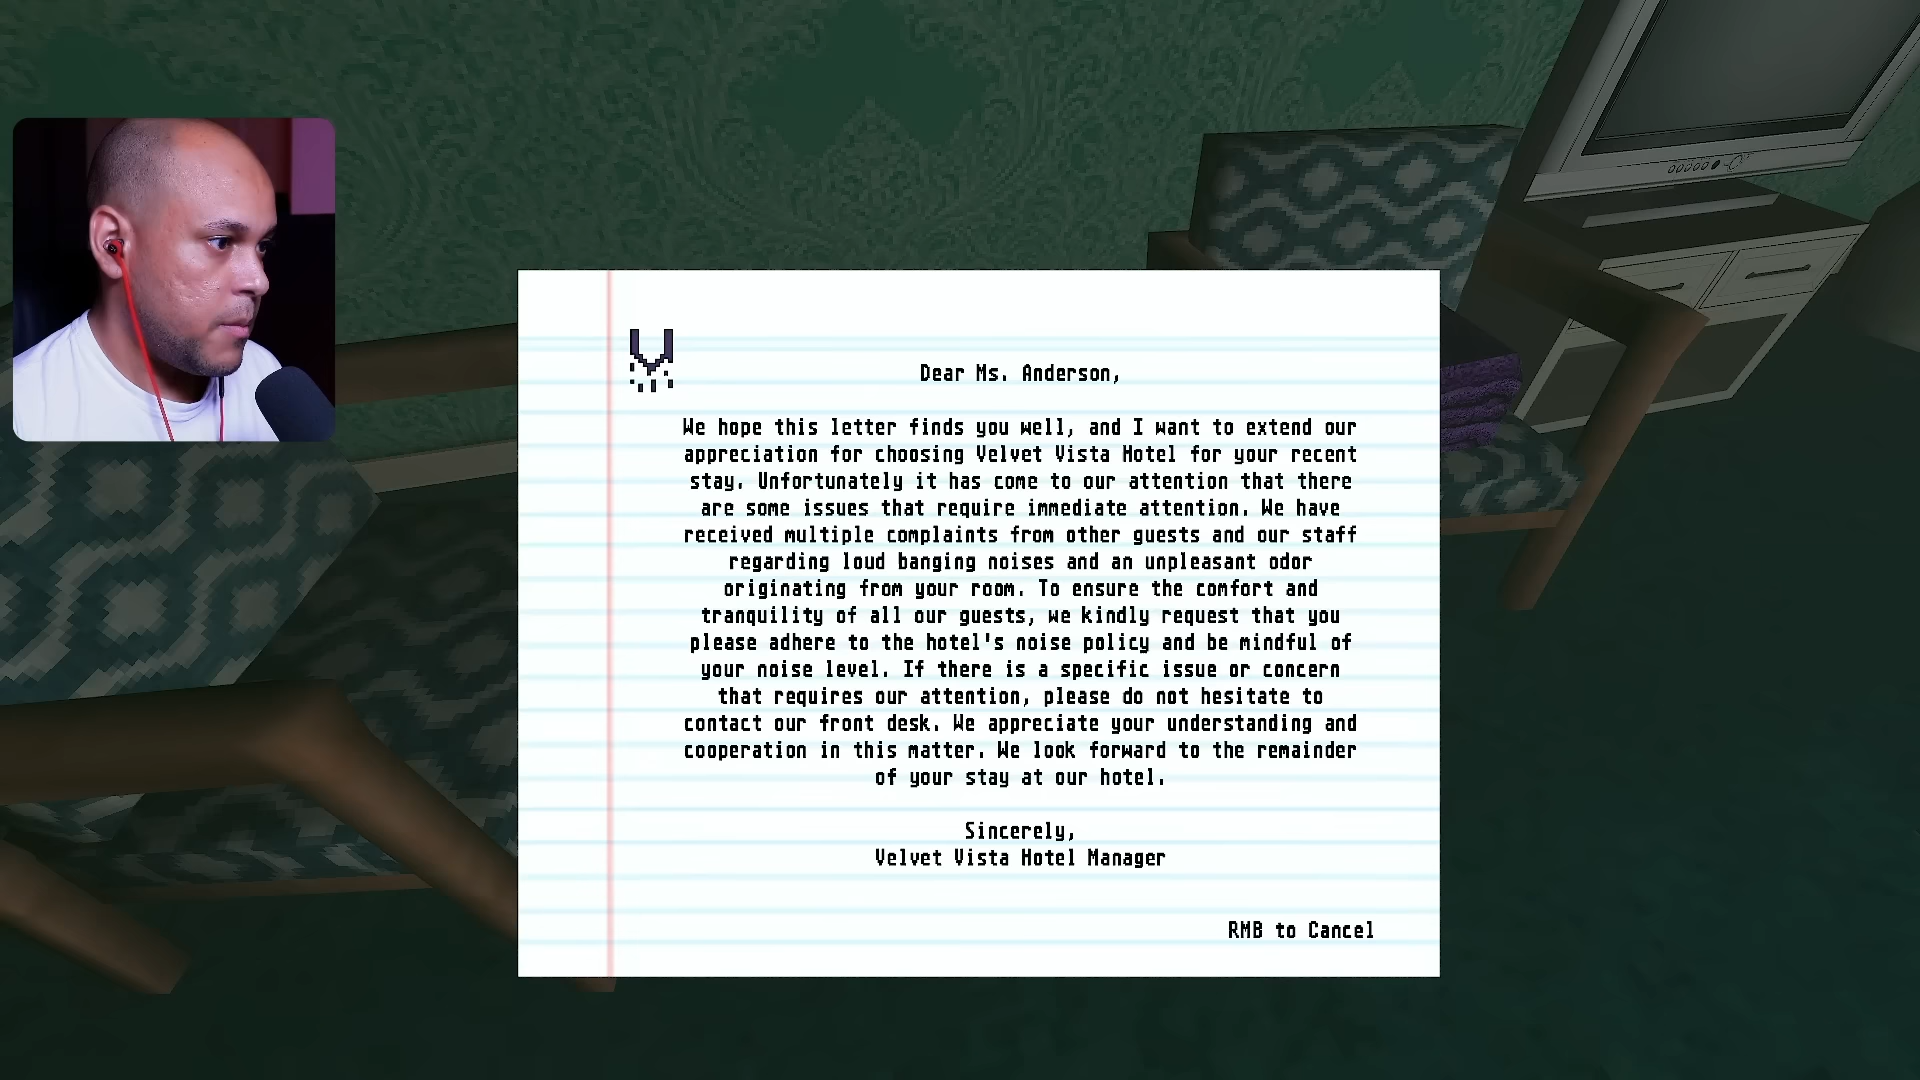 Dear Ms. Anderson,
We hope this letter finds you well, and I want to extend our
appreciation for choosing Velvet Vista Hotel for your recent
stay. Unfortunately it has come to our attention that there
are some issues that require immediate attention. We have
received multiple complaints from other guests and our staff
regarding loud banging noises and an unpleasant odor
originating from your room. To ensure the comfort and
tranquility of all our guests, we kindly request that you
please adhere to the hotel's noise policy and be mindful of
your noise level. If there is a specific issue or concern
that requires our attention, please do not hesitate to
contact our front desk. We appreciate your understanding and
cooperation in this matter. We look forward to the remainder
of your stay at our hotel.
Sincerely,
Velvet Vista Hotel Manager
RMB to Cancel